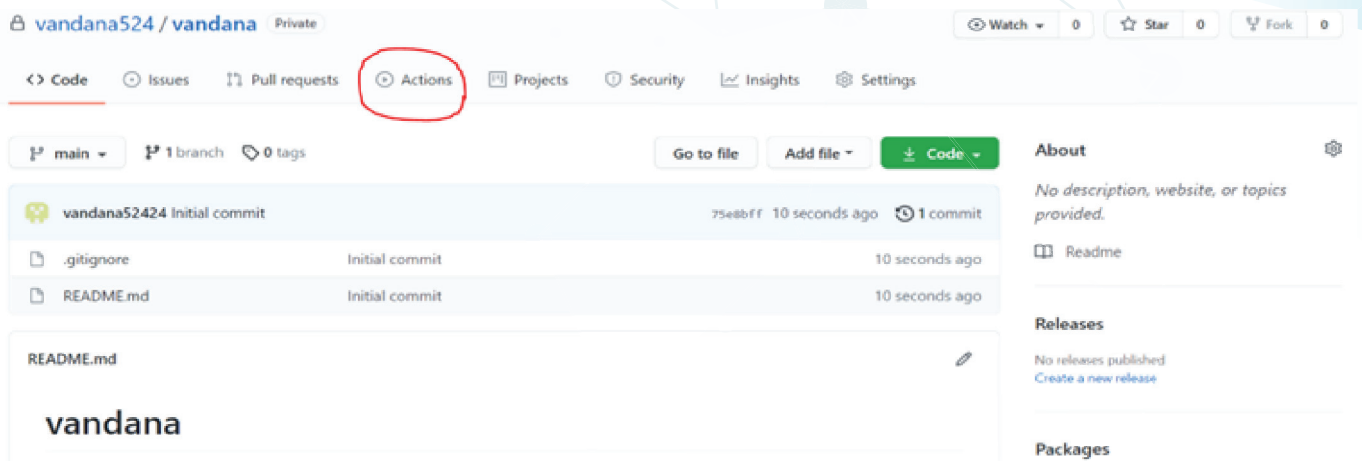 vandana524 / vandana Private Watch 0 Star 0 Fork 0
Code Issues Pull requests Actions Projects Security Insights Settings
main 1 branch 0 tags Go to file Add file Code
vandana52424 Initial commit 75e8bff 10 seconds ago 1 commit
.gitignore Initial commit 10 seconds ago
README.md Initial commit 10 seconds ago
README.md
vandana
About
No description, website, or topics
provided.
Readme
Releases
No releases published
Create a new release
Packages